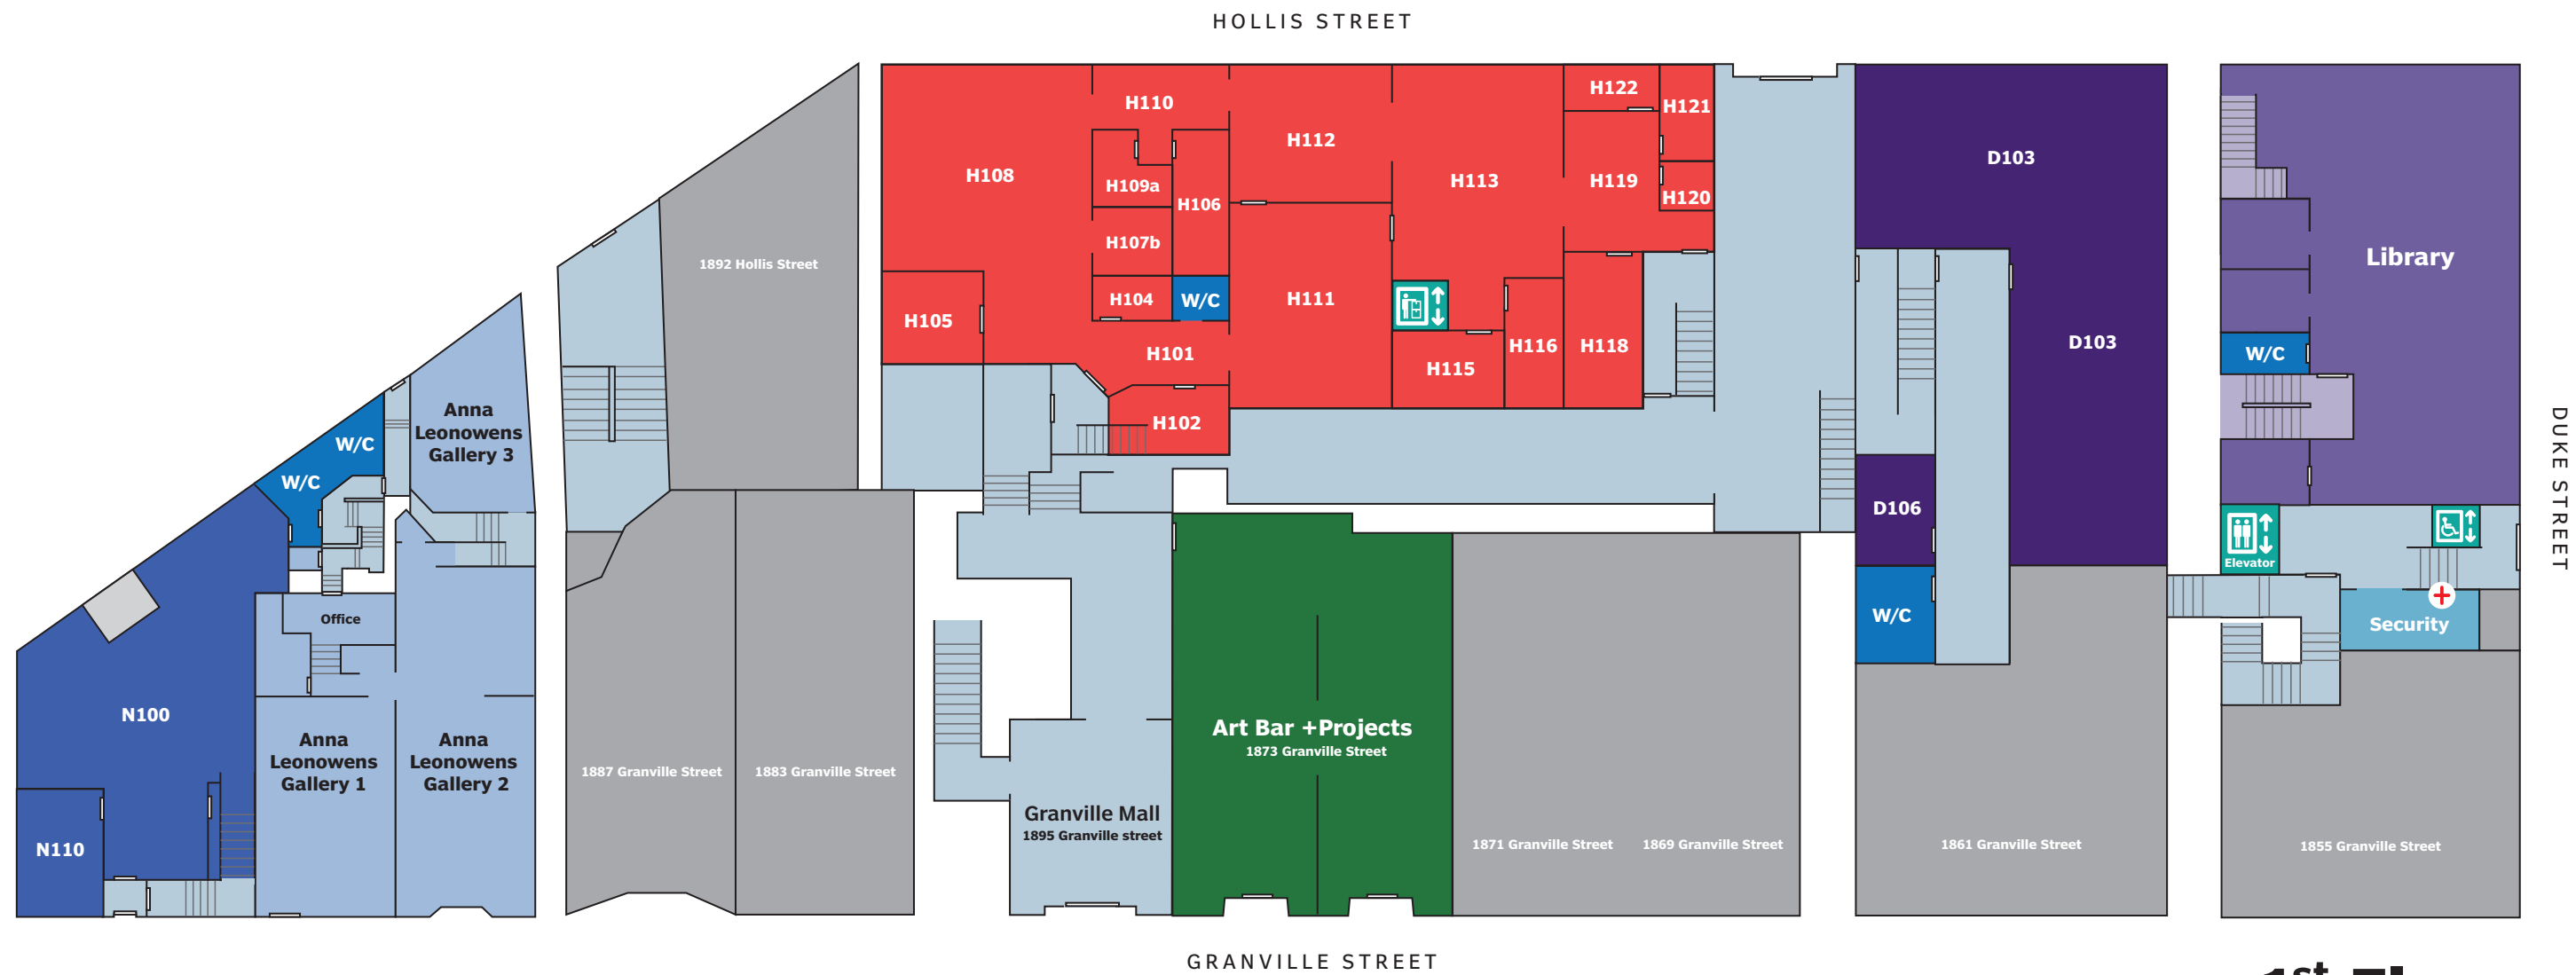 HOLLIS STREET
H110
H122
H121
H112
D103
H108
H109a
H106
H113
H119
H120
H107b
1892 Hollis Street
Library
H104
W/C
H111
H105
H101
H115
H116
H118
D103
W/C
H102
Anna
Leonowens
Gallery 3
W/C
W/C
D106
DUKE STREET
Elevator
Office
W/C
Security
N100
Anna
Leonowens
Gallery 1
Anna
Leonowens
Gallery 2
1887 Granville Street
1883 Granville Street
Art Bar +Projects
1873 Granville Street
Granville Mall
1895 Granville street
N110
1871 Granville Street
1869 Granville Street
1861 Granville Street
1855 Granville Street
GRANVILLE STREET
1st